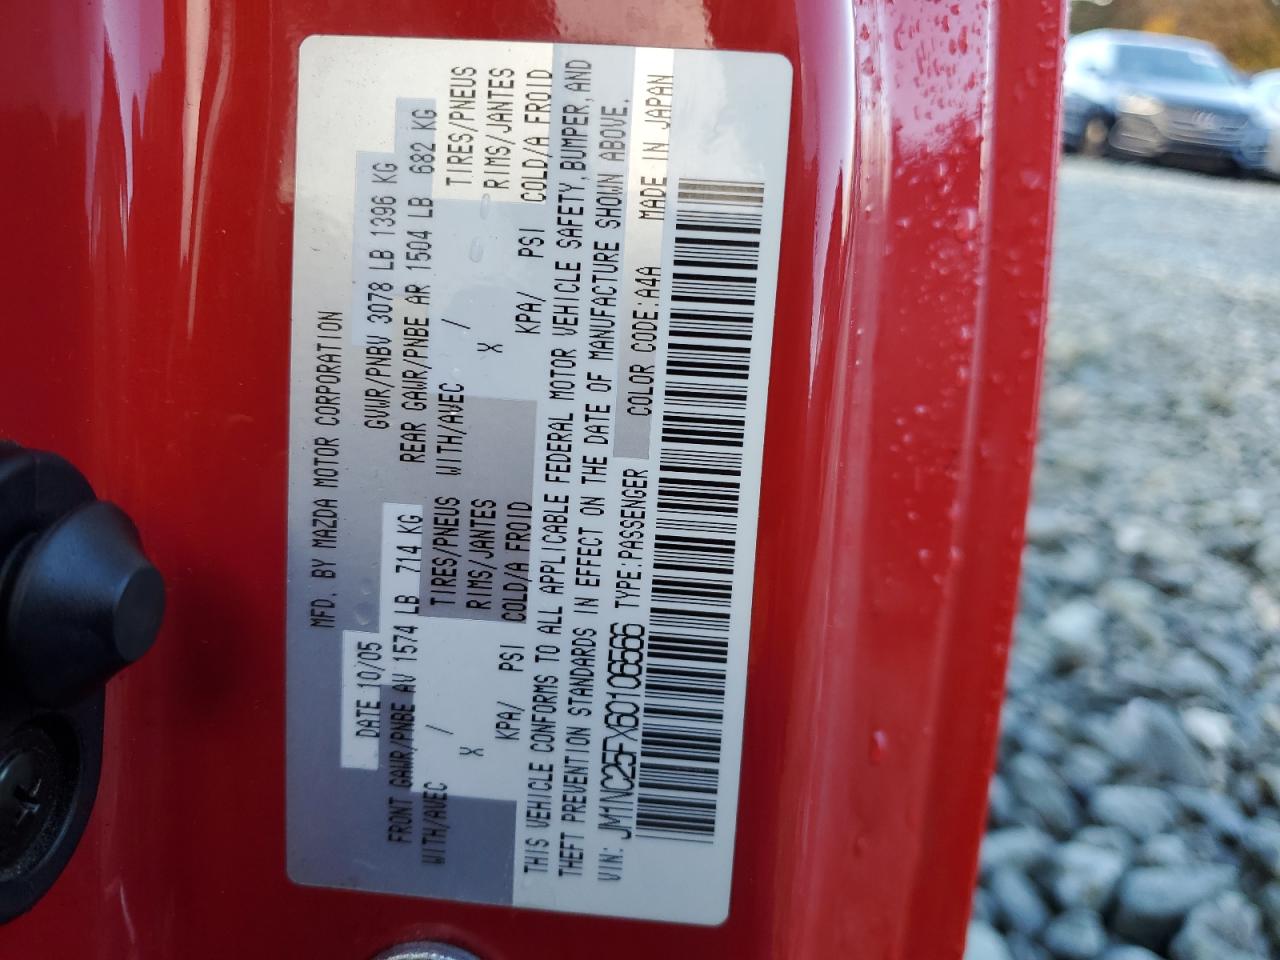 MFD. BY MAZDA MOTOR CORPORATION
DATE 10/05 GVWR/PNBV 3078 LB 1396 KG
FRONT GAWR/PNBE AV 1574 LB 714 KG REAR GAWR/PNBE AR 1504 LB 682 KG
WITH/AVEC TIRES/PNEUS WITH/AVEC TIRES/PNEUS
X / RIMS/JANTES X / RIMS/JANTES
KPA/ PSI COLD/A FROID KPA/ PSI COLD/A FROID
THIS VEHICLE CONFORMS TO ALL APPLICABLE FEDERAL MOTOR VEHICLE SAFETY, BUMPER, AND
THEFT PREVENTION STANDARDS IN EFFECT ON THE DATE OF MANUFACTURE SHOWN ABOVE.
VIN: JM1NC25FX60106566 TYPE:PASSENGER COLOR CODE:A4A MADE IN JAPAN